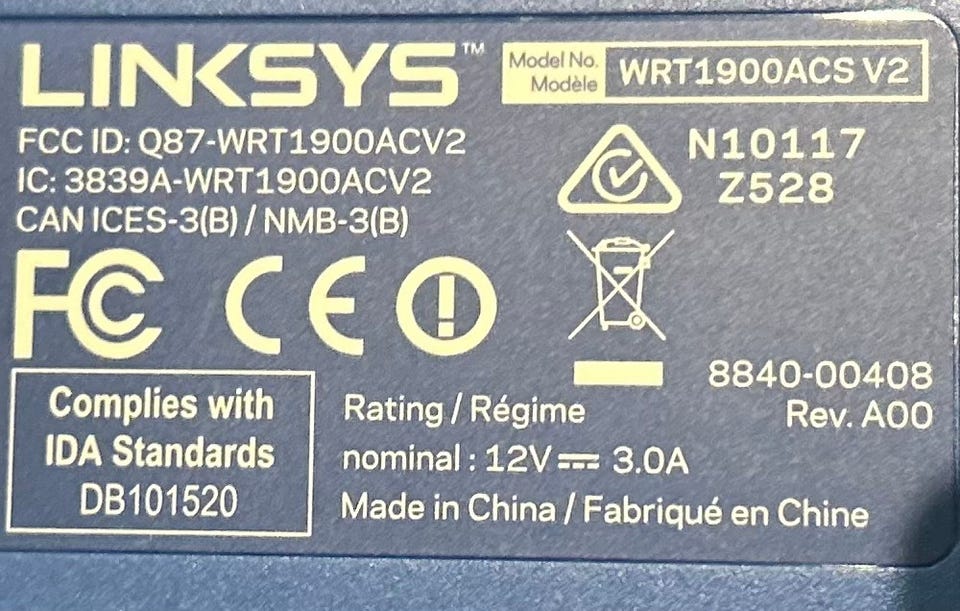 LINKSYS™
Model No.
Modèle
WRT1900ACS V2
FCC ID: Q87-WRT1900ACV2
IC: 3839A-WRT1900ACV2
CAN ICES-3(B) / NMB-3(B)
N10117
Z528
FC CE
8840-00408
Rev. A00
Complies with
IDA Standards
DB101520
Rating / Régime
nominal : 12V⎓ 3.0A
Made in China / Fabriqué en Chine